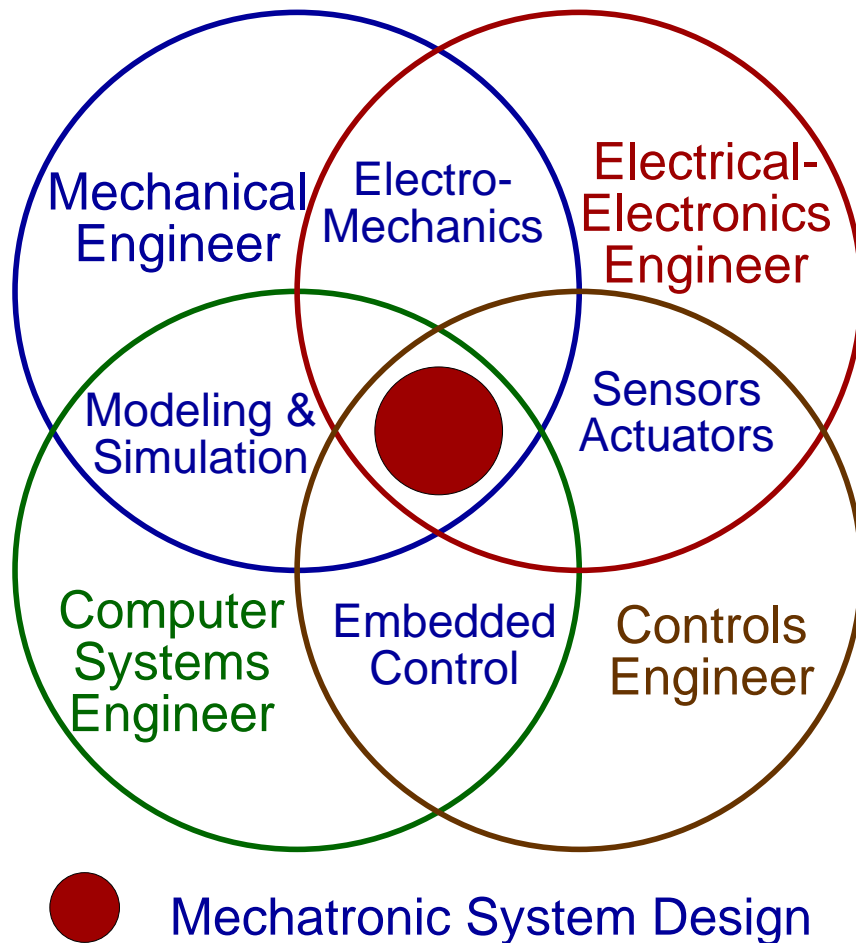 Mechanical
Engineer
Electro-
Mechanics
Electrical-
Electronics
Engineer
Modeling &
Simulation
Sensors
Actuators
Computer
Systems
Engineer
Embedded
Control
Controls
Engineer
Mechatronic System Design